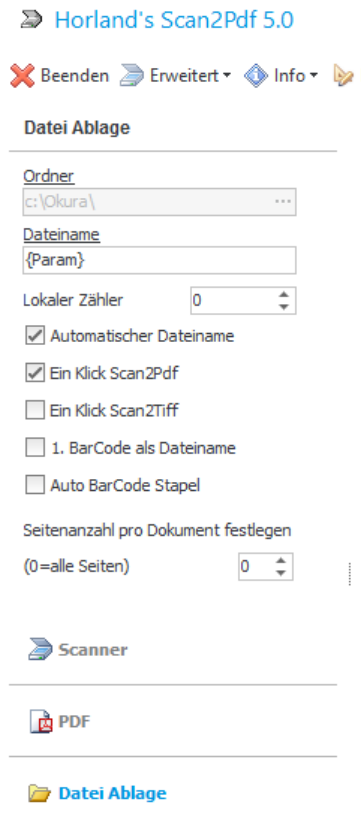 Horland's Scan2Pdf 5.0
Beenden Erweitert Info
Datei Ablage
Ordner
c:\Okura\ ...
Dateiname
{Param}
Lokaler Zähler 0
Automatischer Dateiname
Ein Klick Scan2Pdf
Ein Klick Scan2Tiff
1. BarCode als Dateiname
Auto BarCode Stapel
Seitenanzahl pro Dokument festlegen
(0=alle Seiten) 0
Scanner
PDF
Datei Ablage